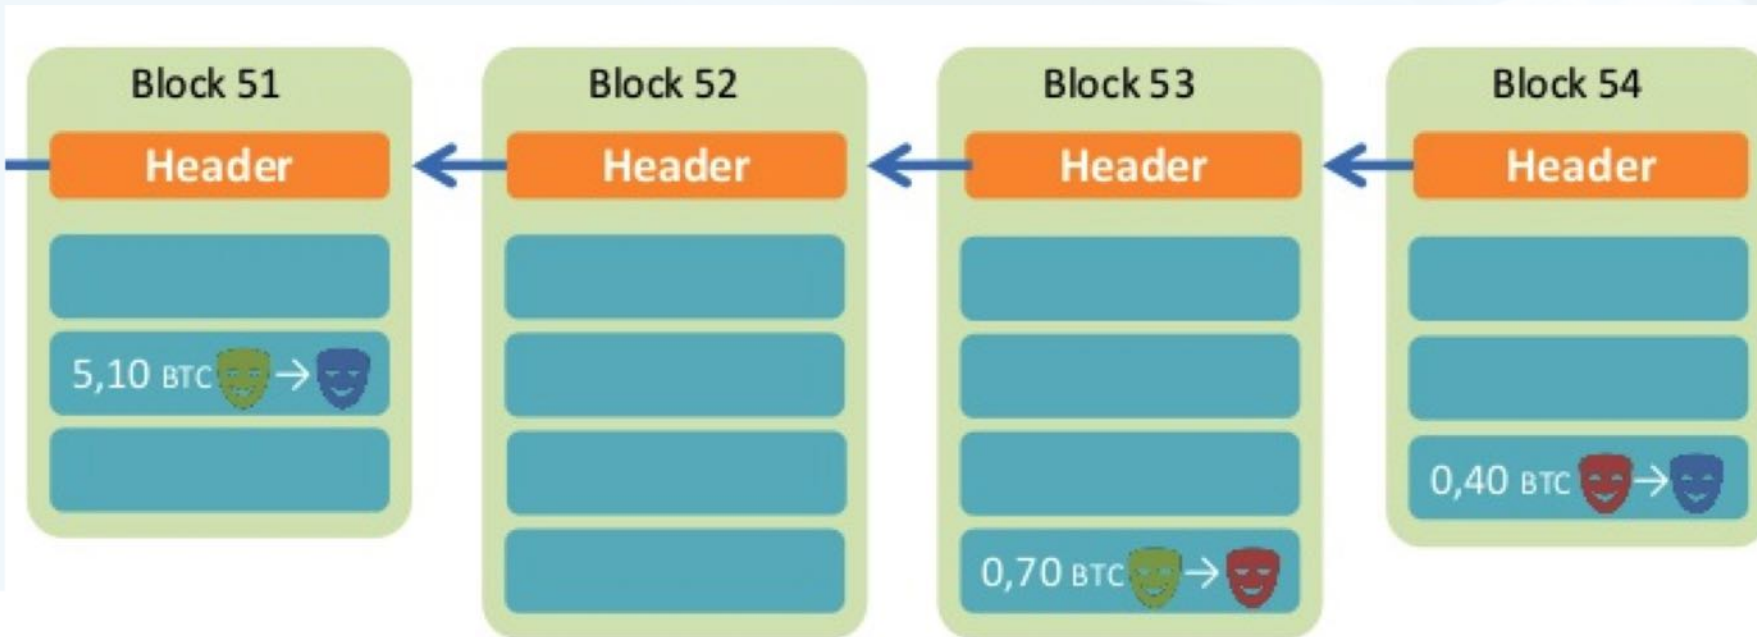 Block 51
Header
5,10 BTC →
Block 52
Header
Block 53
Header
0,70 BTC →
Block 54
Header
0,40 BTC →